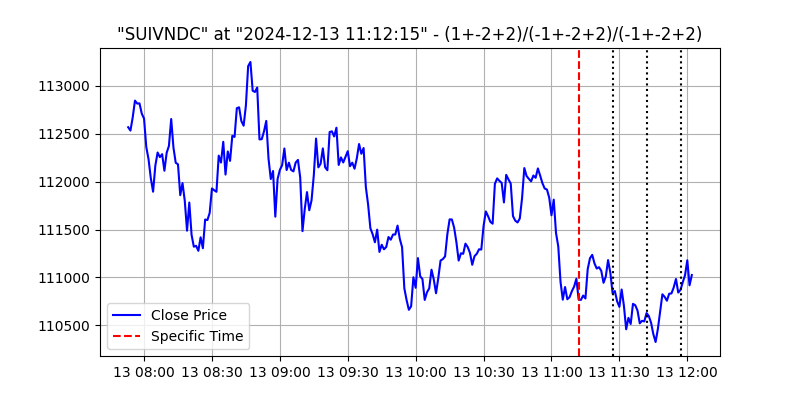 "SUIVNDC" at "2024-12-13 11:12:15" - (1+-2+2)/(-1+-2+2)/(-1+-2+2)
113000
112500
112000
111500
111000
110500
Close Price
Specific Time
13 08:00 13 08:30 13 09:00 13 09:30 13 10:00 13 10:30 13 11:00 13 11:30 13 12:00